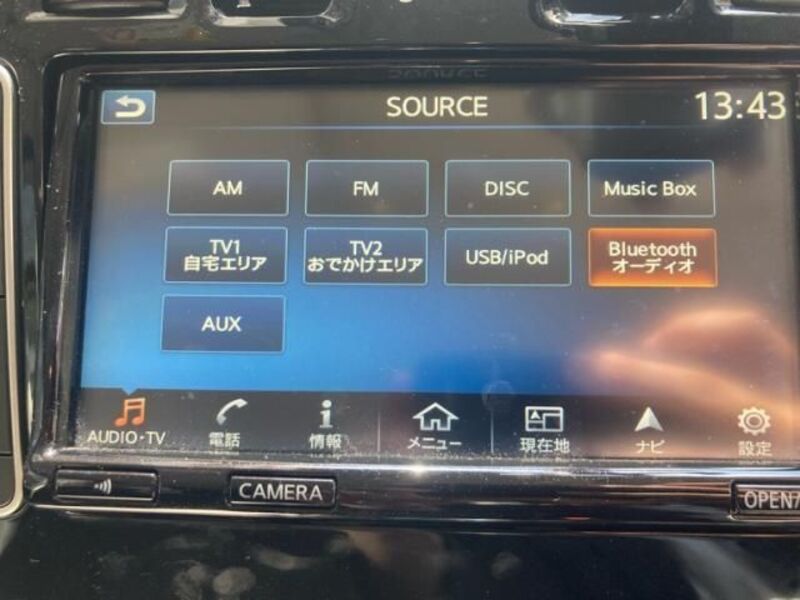 SOURCE
13:43
AM
FM
DISC
Music Box
TV1
自宅エリア
TV2
おでかけエリア
USB/iPod
Bluetooth
オーディオ
AUX
AUDIO・TV
電話
情報
メニュー
現在地
ナビ
設定
CAMERA
OPEN/